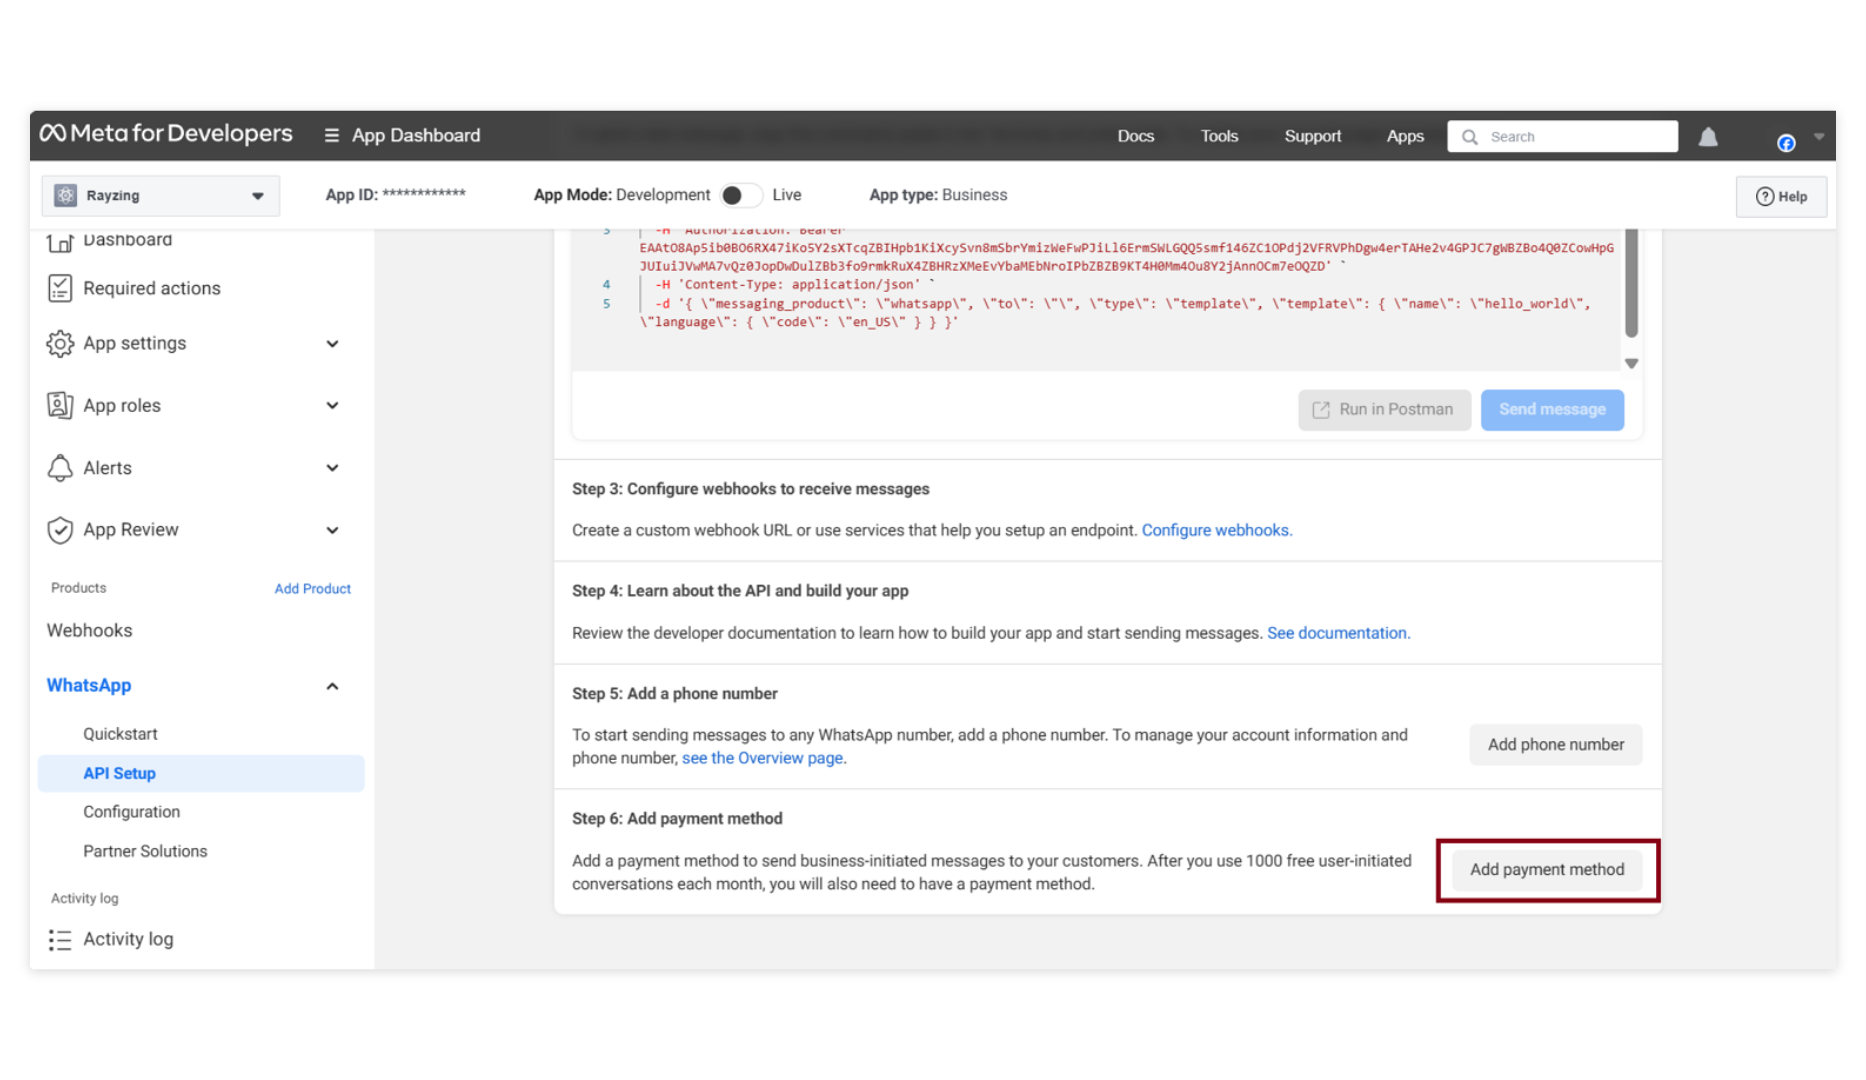 Meta for Developers
App Dashboard
Docs
Tools
Support
Apps
Search
Rayzing
App ID: ************
App Mode: Development
Live
App type: Business
Help
Dashboard
Required actions
App settings
App roles
Alerts
App Review
Products
Add Product
Webhooks
WhatsApp
Quickstart
API Setup
Configuration
Partner Solutions
Activity log
Activity log
3 -H 'Authorization: Bearer
EAAtO8Ap5ib0BO6RX47iKo5Y2sXTcqZBIHpb1KiXcySvn8mSbrYmizWeFwPJiLl6ErmSWLGQQ5smf146ZC1OPdj2VFRVPhDgw4erTAHe2v4GPJC7gWBZBo4Q0ZCowHpG
JUIuiJVwMA7vQz0JopDwDulZBb3fo9rmkRuX4ZBHRzXMeEvYbaMEbNroIPbZBZB9KT4H0Mm4Ou8Y2jAnnOCm7eOQZD' `
4 -H 'Content-Type: application/json' `
5 -d '{ \"messaging_product\": \"whatsapp\", \"to\": \"\", \"type\": \"template\", \"template\": { \"name\": \"hello_world\",
\"language\": { \"code\": \"en_US\" } } }'
Run in Postman
Send message
Step 3: Configure webhooks to receive messages
Create a custom webhook URL or use services that help you setup an endpoint. Configure webhooks.
Step 4: Learn about the API and build your app
Review the developer documentation to learn how to build your app and start sending messages. See documentation.
Step 5: Add a phone number
To start sending messages to any WhatsApp number, add a phone number. To manage your account information and
phone number, see the Overview page.
Add phone number
Step 6: Add payment method
Add a payment method to send business-initiated messages to your customers. After you use 1000 free user-initiated
conversations each month, you will also need to have a payment method.
Add payment method